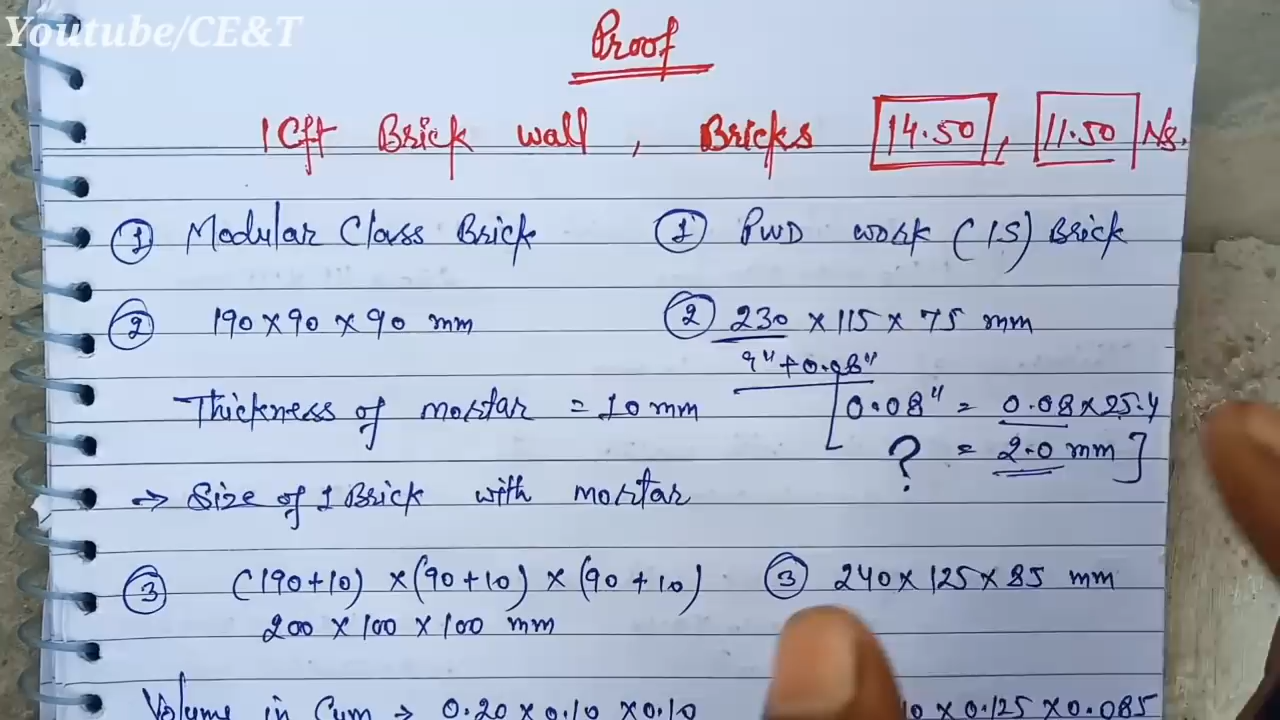 Youtube/CE&T
Proof
1 Cft Brick wall , Bricks 14.50, 11.50 No.
① Modular Class Brick
① PWD work (IS) Brick
② 190 x 90 x 90 mm
② 230 x 115 x 75 mm
9" + 0.08"
Thickness of mortar = 10 mm
[0.08" = 0.08 x 25.4
? = 2.0 mm]
→ Size of 1 Brick with mortar
③ (190+10) x (90+10) x (90+10)
200 x 100 x 100 mm
③ 240 x 125 x 85 mm
Volume in Cum → 0.20 x 0.10 x 0.10
x 0.125 x 0.085